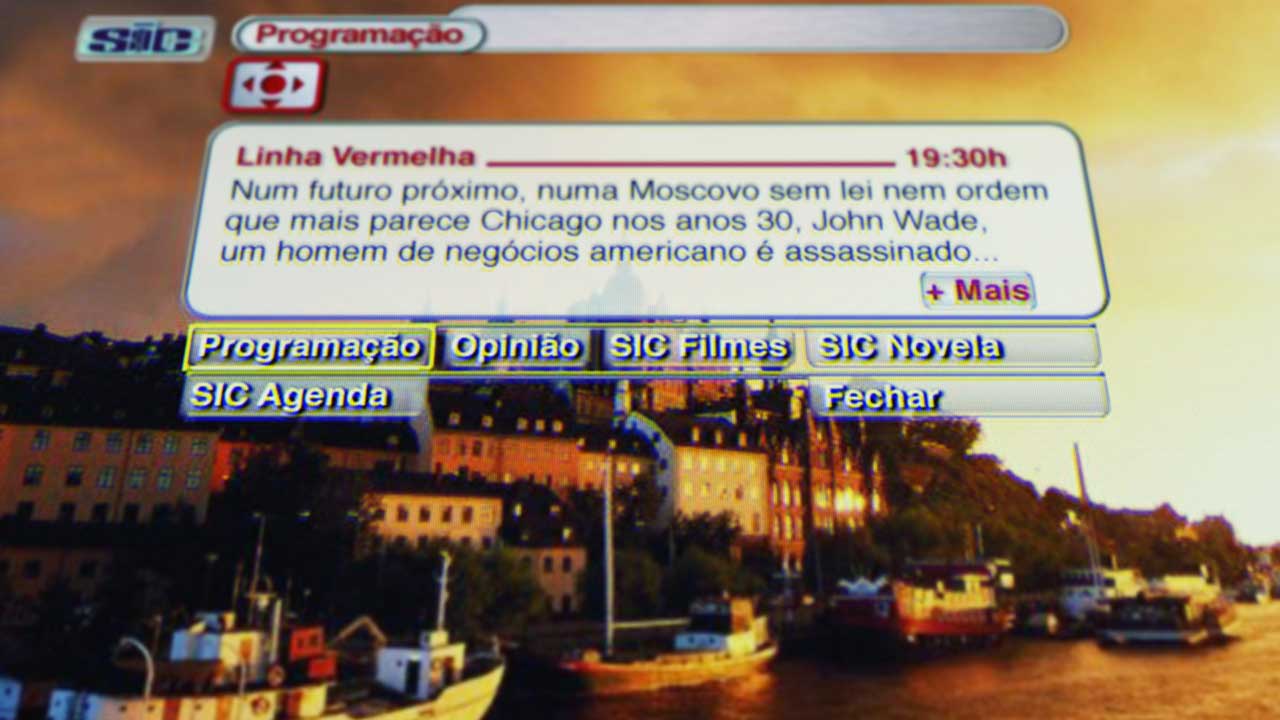 SIC Programação
Linha Vermelha 19:30h
Num futuro próximo, numa Moscovo sem lei nem ordem
que mais parece Chicago nos anos 30, John Wade,
um homem de negócios americano é assassinado...
+ Mais
Programação Opinião SIC Filmes SIC Novela
SIC Agenda Fechar